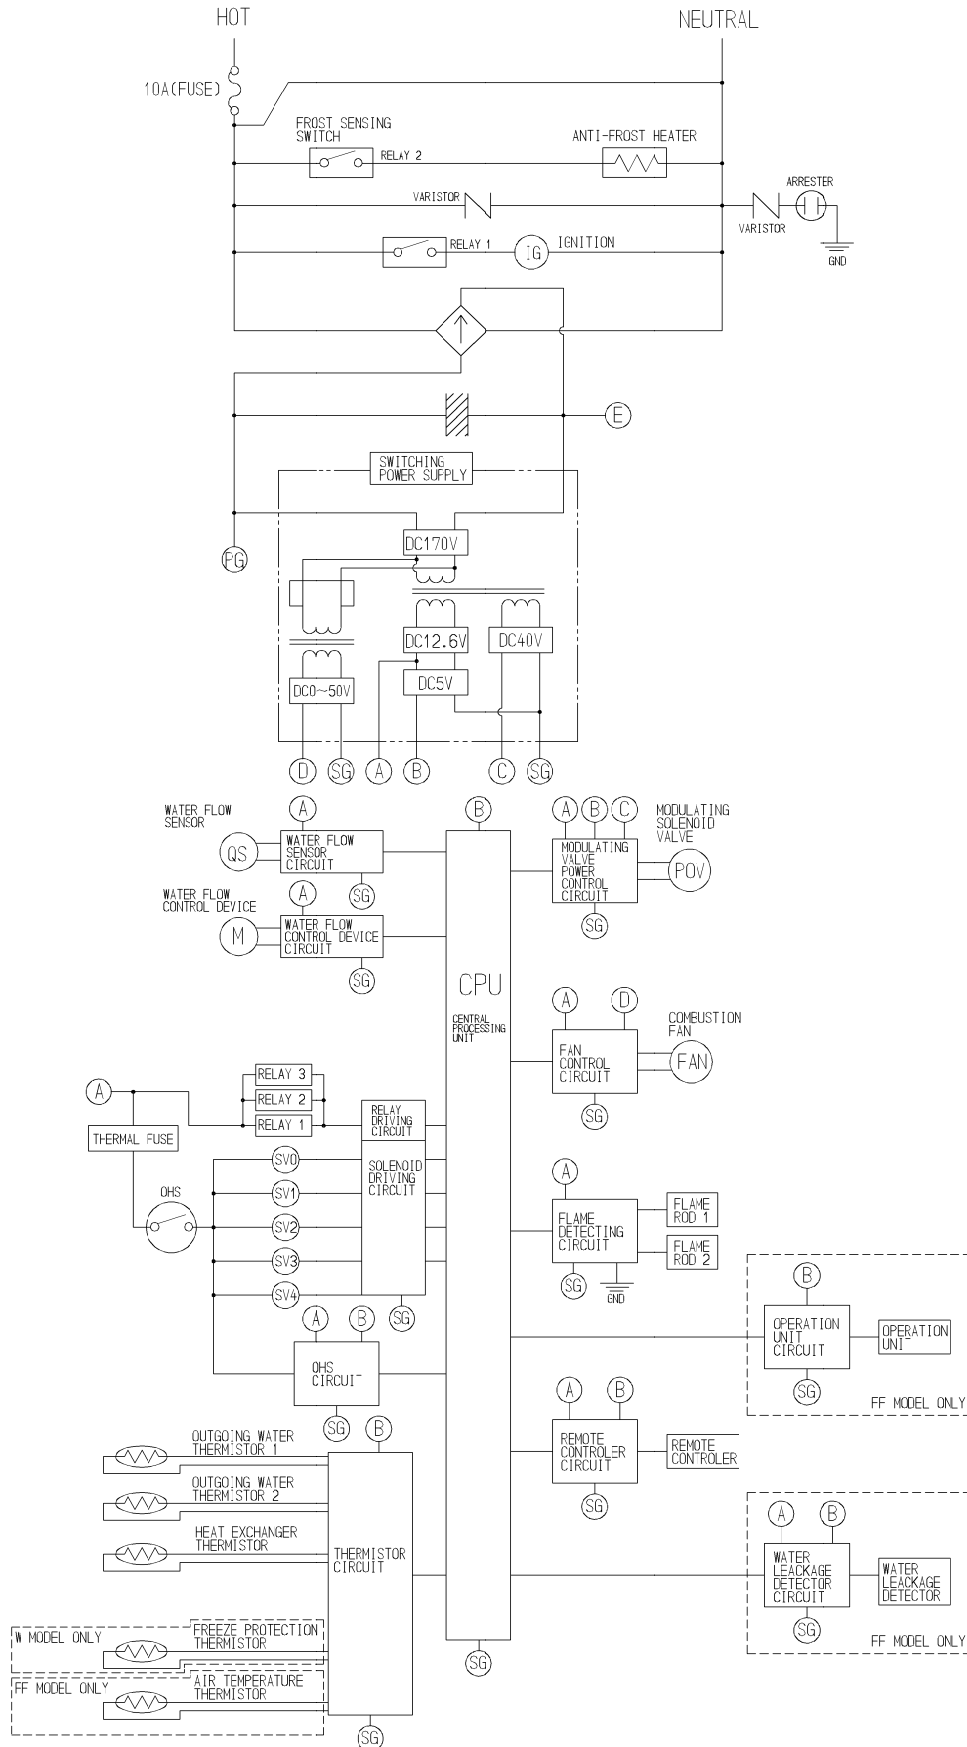 HOT
NEUTRAL
10A(FUSE)
FROST SENSING
SWITCH
RELAY 2
ANTI-FROST HEATER
VARISTOR
ARRESTER
VARISTOR
GND
RELAY 1
IG
IGNITION
E
SWITCHING
POWER SUPPLY
PG
DC170V
DC12.6V
DC40V
DC5V
DC0~50V
D
SG
A
B
C
SG
WATER FLOW
SENSOR
QS
A
WATER FLOW
SENSOR
CIRCUIT
SG
WATER FLOW
CONTROL DEVICE
M
A
WATER FLOW
CONTROL DEVICE
CIRCUIT
SG
B
CPU
CENTRAL
PROCESSING
UNIT
A
B
C
MODULATING
SOLENOID
VALVE
MODULATING
VALVE
POWER
CONTROL
CIRCUIT
POV
SG
A
D
COMBUSTION
FAN
FAN
CONTROL
CIRCUIT
FAN
SG
A
THERMAL FUSE
OHS
RELAY 3
RELAY 2
RELAY 1
RELAY
DRIVING
CIRCUIT
SV0
SV1
SV2
SV3
SV4
SOLENOID
DRIVING
CIRCUIT
SG
A
FLAME
DETECTING
CIRCUIT
FLAME
ROD 1
FLAME
ROD 2
SG
GND
A
B
OHS
CIRCUIT
SG
B
OPERATION
UNIT
CIRCUIT
OPERATION
UNIT
SG
FF MODEL ONLY
A
B
REMOTE
CONTROLER
CIRCUIT
REMOTE
CONTROLER
SG
B
OUTGOING WATER
THERMISTOR 1
OUTGOING WATER
THERMISTOR 2
HEAT EXCHANGER
THERMISTOR
THERMISTOR
CIRCUIT
W MODEL ONLY
FREEZE PROTECTION
THERMISTOR
FF MODEL ONLY
AIR TEMPERATURE
THERMISTOR
SG
SG
A
B
WATER
LEACKAGE
DETECTOR
CIRCUIT
WATER
LEACKAGE
DETECTOR
SG
FF MODEL ONLY